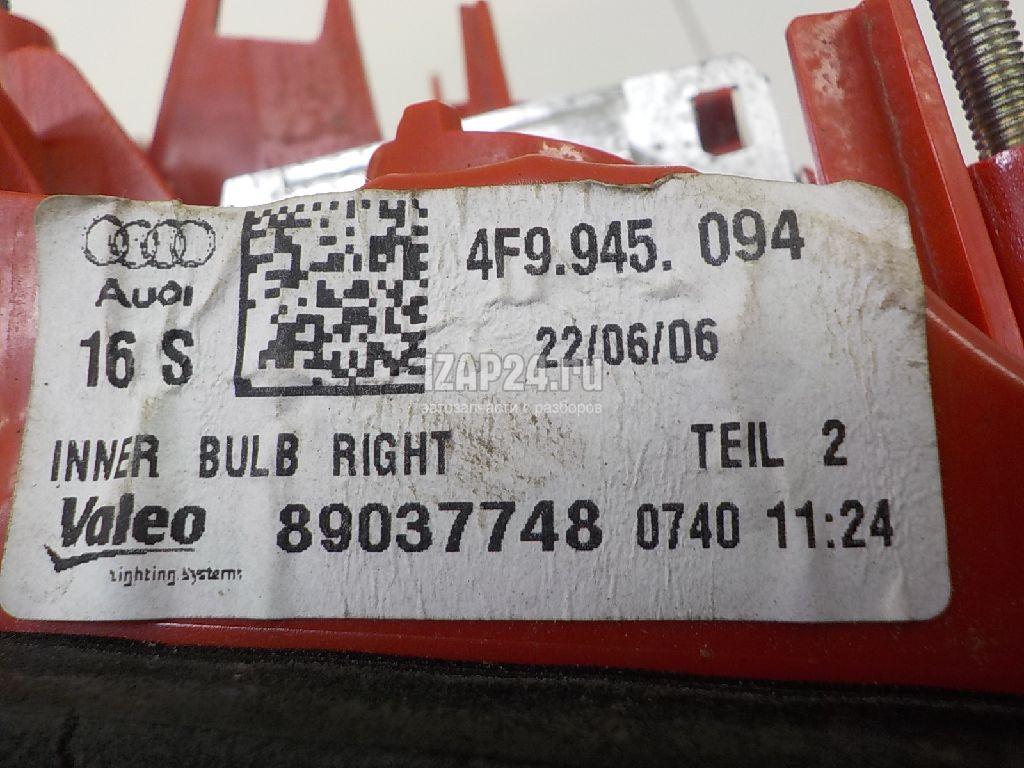 4F9.945. 094
Audi
16 S
22/06/06
iZAP24.ru
автозапчасти с разборов
INNER BULB RIGHT TEIL 2
Valeo 89037748 0740 11:24
Lighting Systems